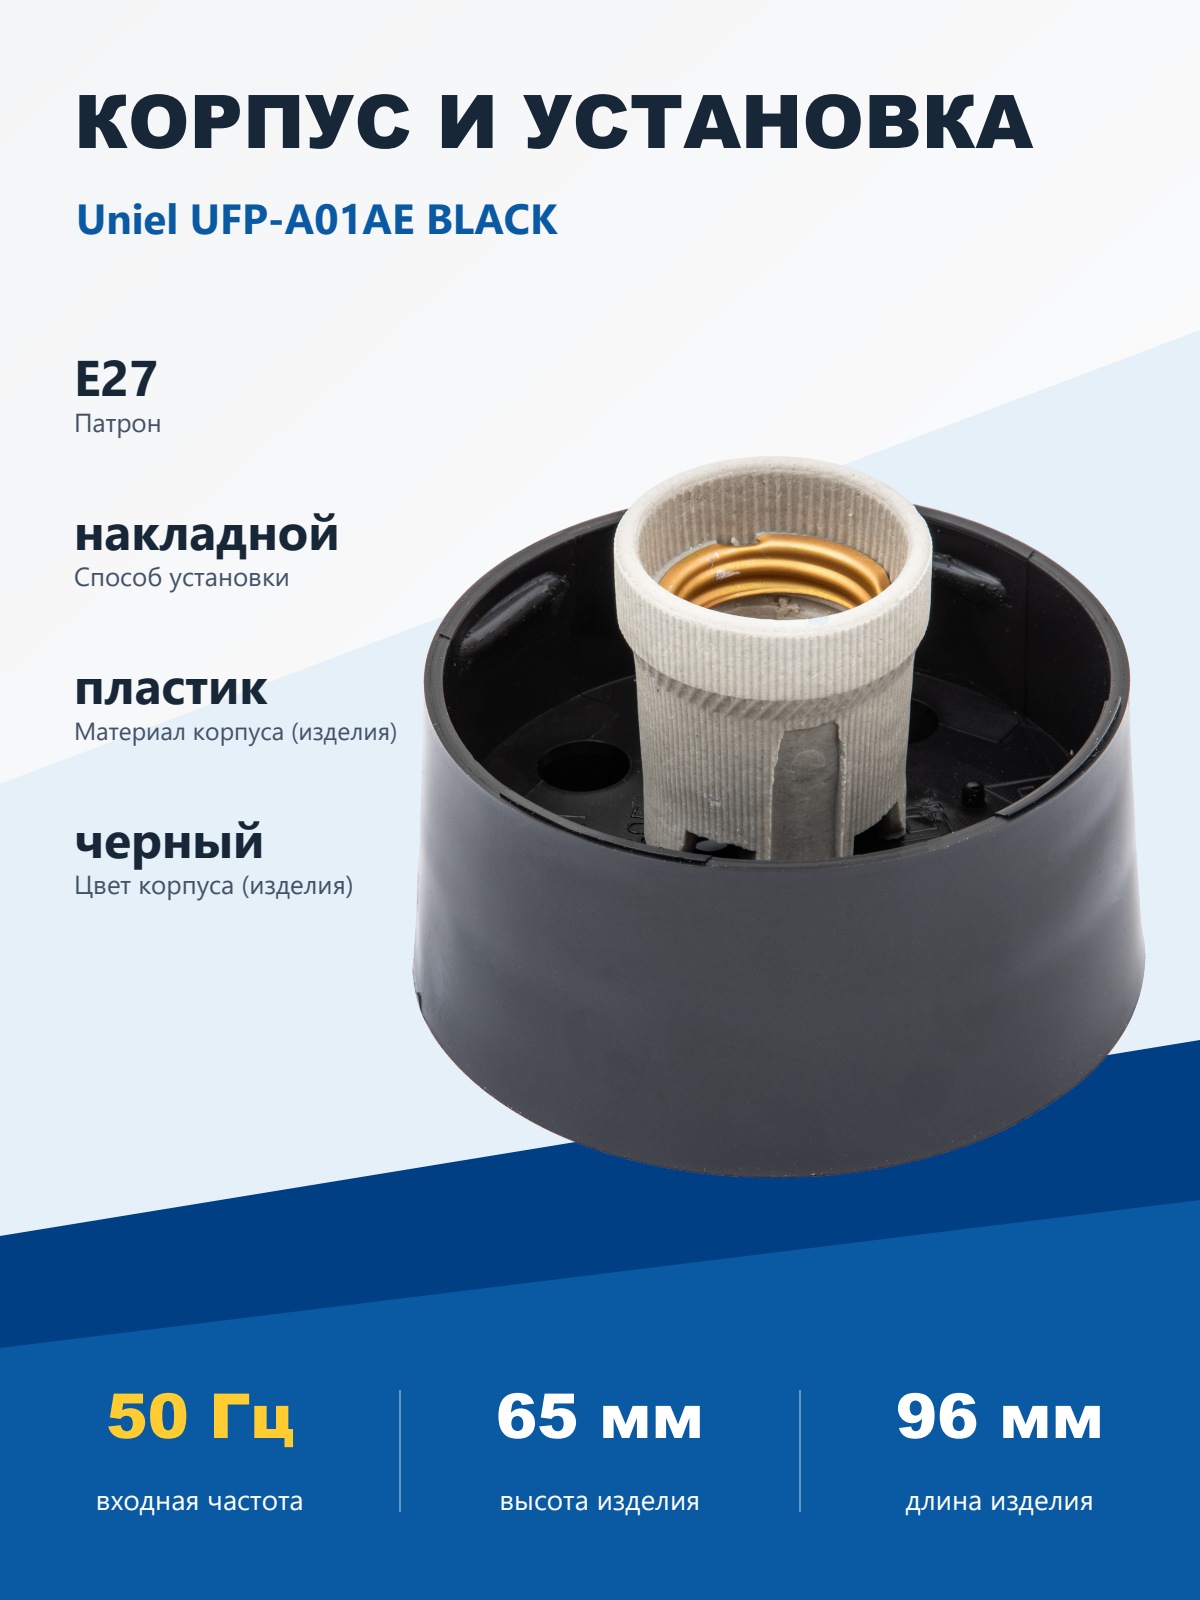 КОРПУС И УСТАНОВКА
Uniel UFP-A01AE BLACK
E27
Патрон
накладной
Способ установки
пластик
Материал корпуса (изделия)
черный
Цвет корпуса (изделия)
50 Гц
входная частота
65 мм
высота изделия
96 мм
длина изделия